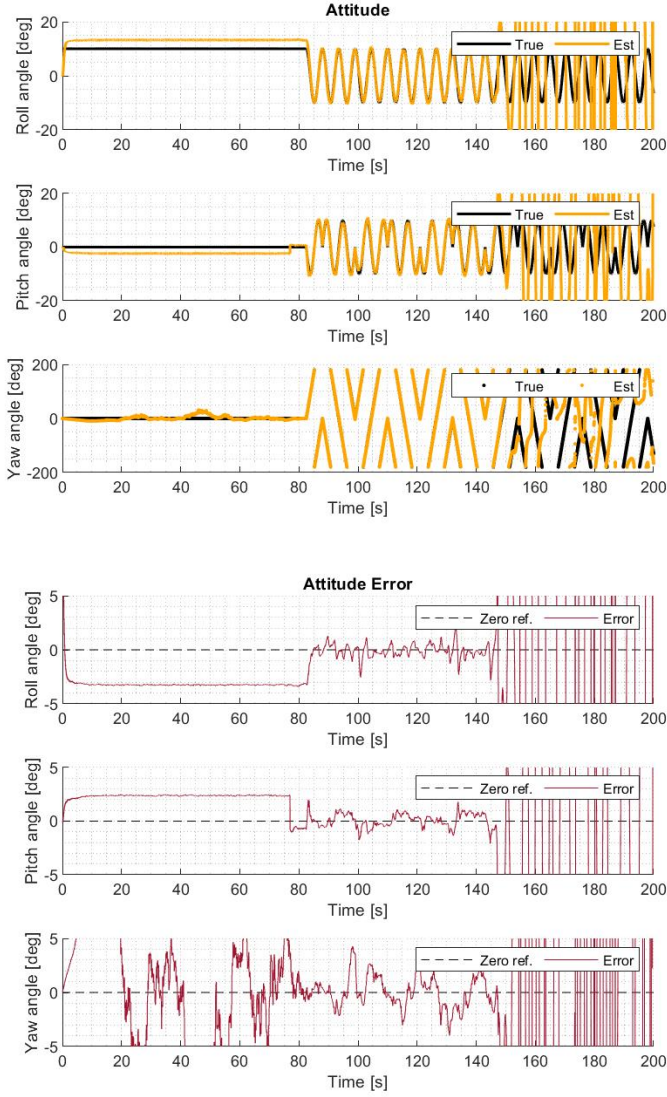 Attitude
Roll angle [deg]
20
0
-20
True Est
0 20 40 60 80 100 120 140 160 180 200
Time [s]
Pitch angle [deg]
20
0
-20
True Est
0 20 40 60 80 100 120 140 160 180 200
Time [s]
Yaw angle [deg]
200
0
-200
True Est
0 20 40 60 80 100 120 140 160 180 200
Time [s]
Attitude Error
Roll angle [deg]
5
0
-5
Zero ref. Error
0 20 40 60 80 100 120 140 160 180 200
Time [s]
Pitch angle [deg]
5
0
-5
Zero ref. Error
0 20 40 60 80 100 120 140 160 180 200
Time [s]
Yaw angle [deg]
5
0
-5
Zero ref. Error
0 20 40 60 80 100 120 140 160 180 200
Time [s]